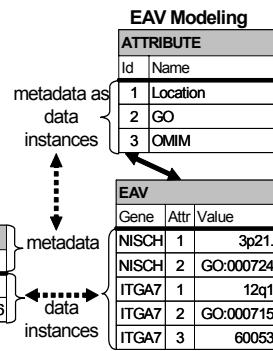 EAV Modeling
ATTRIBUTE
Id Name
1 Location
2 GO
3 OMIM
metadata as
data
instances
EAV
Gene Attr Value
NISCH 1 3p21.
NISCH 2 GO:000724
ITGA7 1 12q1
ITGA7 2 GO:000715
ITGA7 3 60053
metadata
data
instances
6